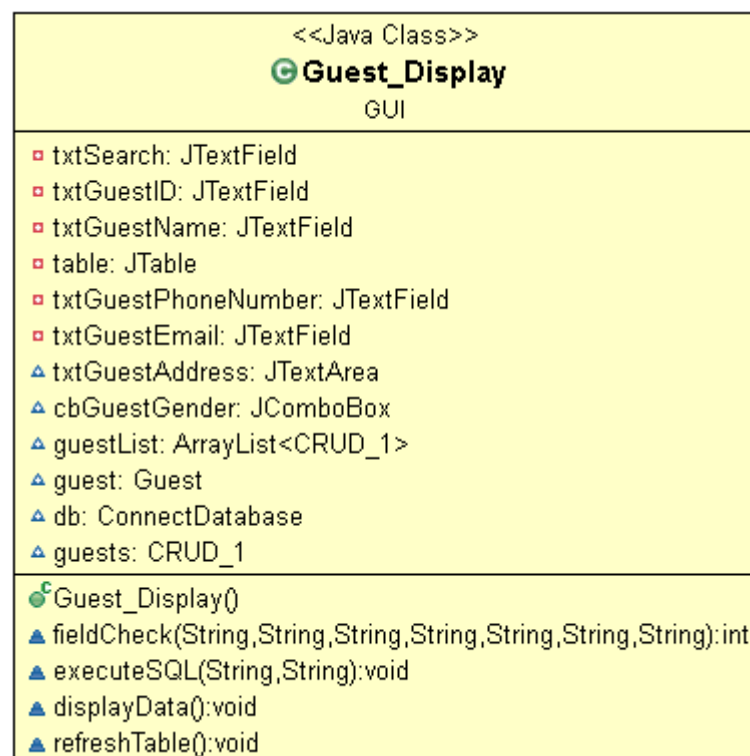 <<Java Class>>
Guest_Display
GUI
txtSearch: JTextField
txtGuestID: JTextField
txtGuestName: JTextField
table: JTable
txtGuestPhoneNumber: JTextField
txtGuestEmail: JTextField
txtGuestAddress: JTextArea
cbGuestGender: JComboBox
guestList: ArrayList<CRUD_1>
guest: Guest
db: ConnectDatabase
guests: CRUD_1
Guest_Display()
fieldCheck(String,String,String,String,String,String,String):int
executeSQL(String,String):void
displayData():void
refreshTable():void